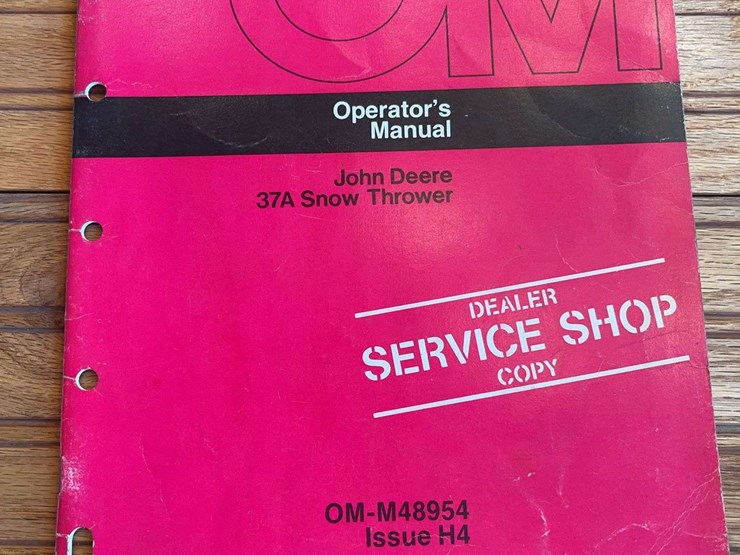 OM
Operator's
Manual
John Deere
37A Snow Thrower
DEALER
SERVICE SHOP
COPY
OM-M48954
Issue H4